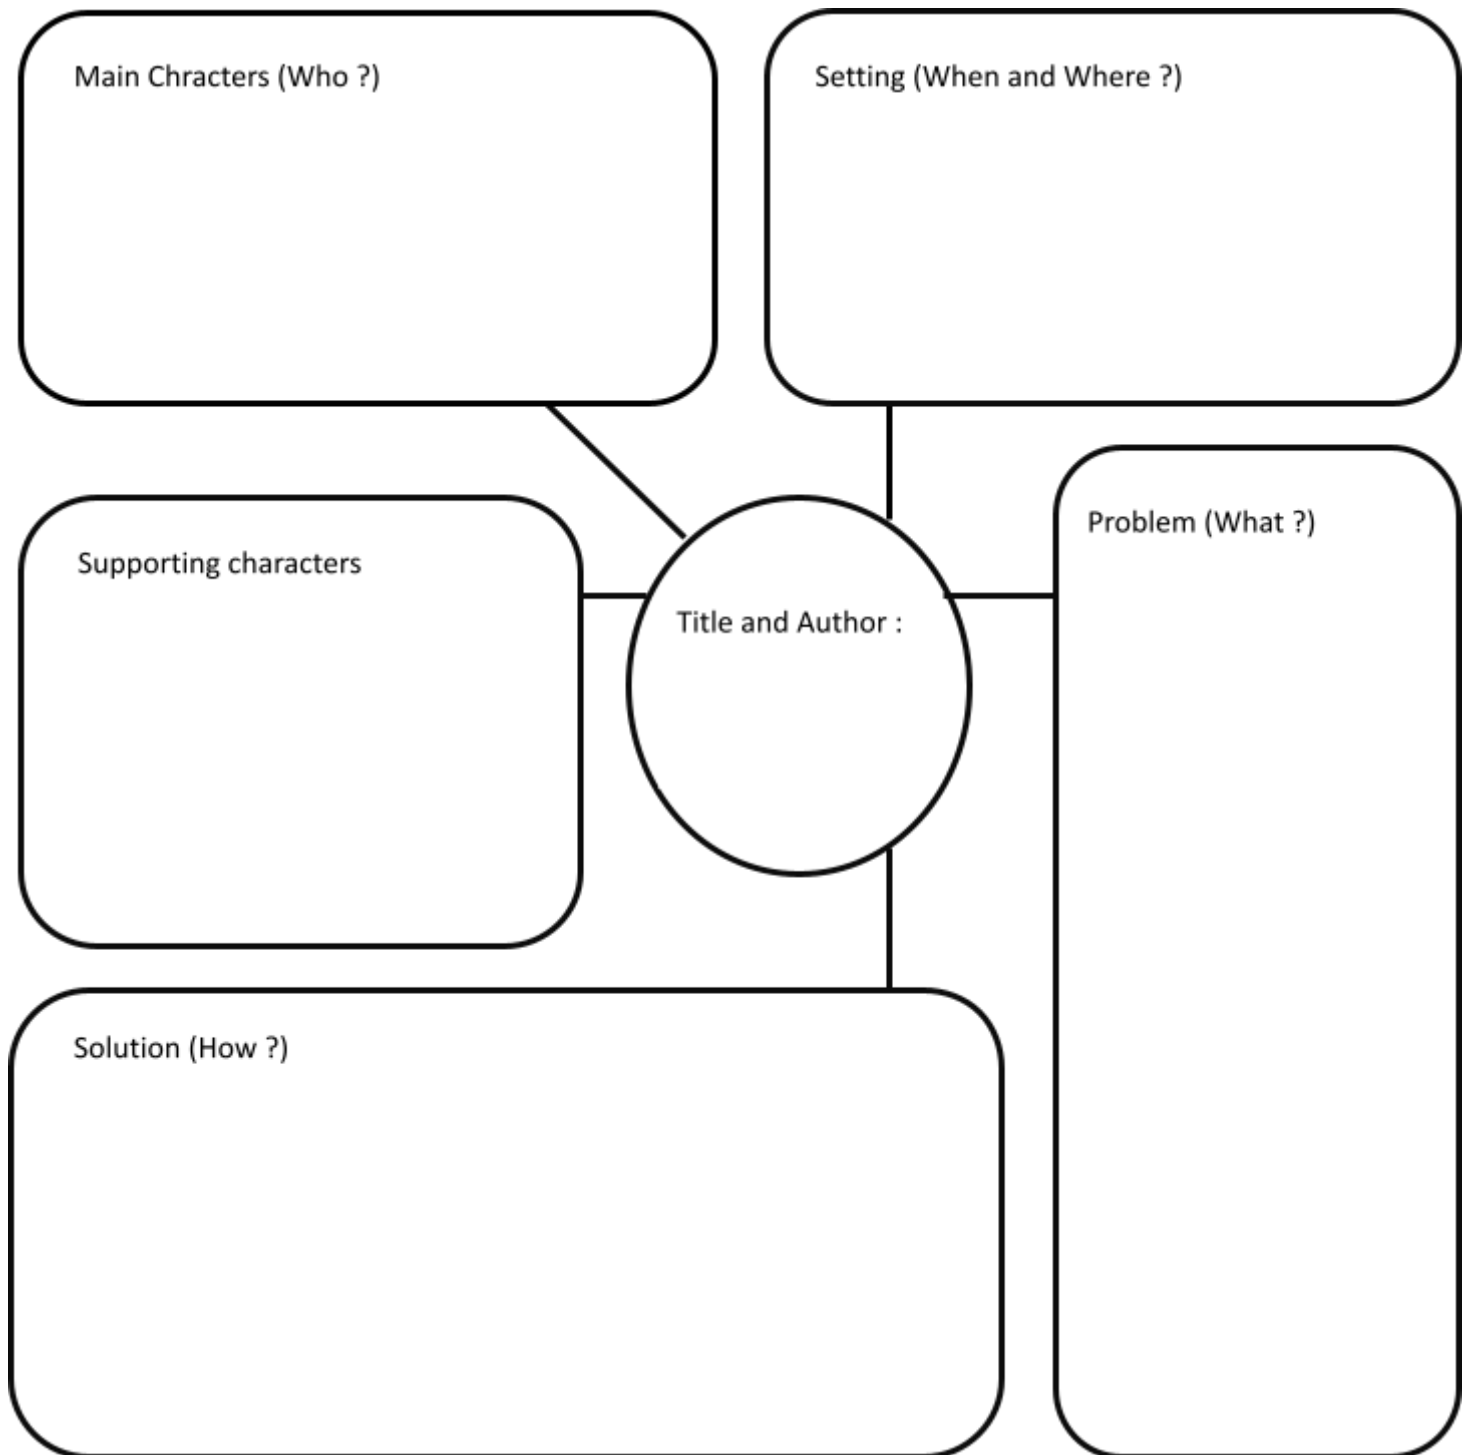 Main Chracters (Who ?)
Setting (When and Where ?)
Supporting characters
Title and Author :
Problem (What ?)
Solution (How ?)